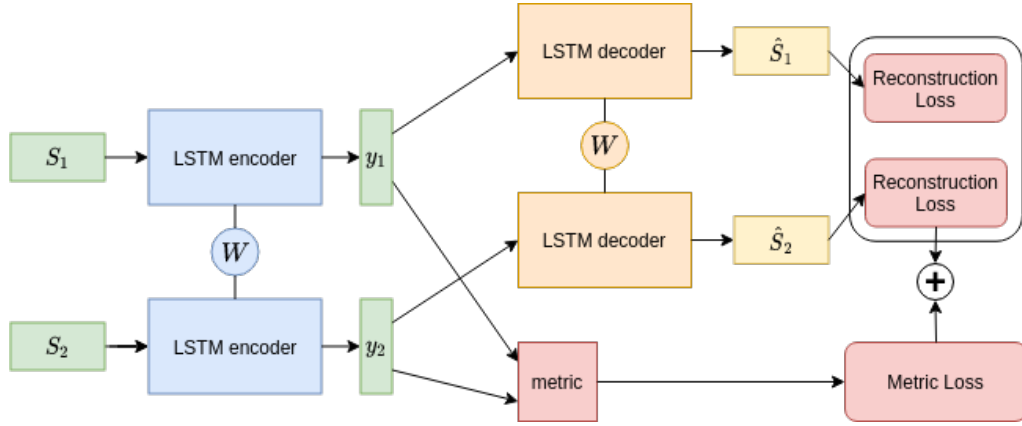 LSTM decoder
Ŝ₁
Reconstruction
Loss
S₁
LSTM encoder
y₁
W
Reconstruction
Loss
LSTM decoder
Ŝ₂
W
+
S₂
LSTM encoder
y₂
metric
Metric Loss